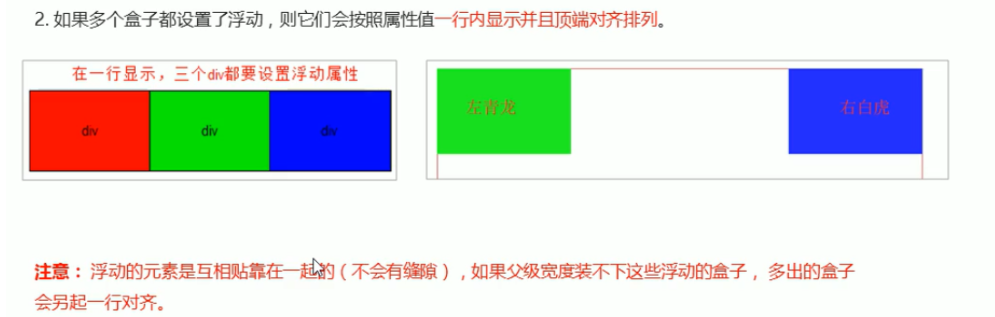 2. 如果多个盒子都设置了浮动，则它们会按照属性值一行内显示并且顶端对齐排列。
在一行显示，三个div都要设置浮动属性
div div div
左青龙 右白虎
注意： 浮动的元素是互相贴靠在一起的（不会有缝隙），如果父级宽度装不下这些浮动的盒子， 多出的盒子
会另起一行对齐。